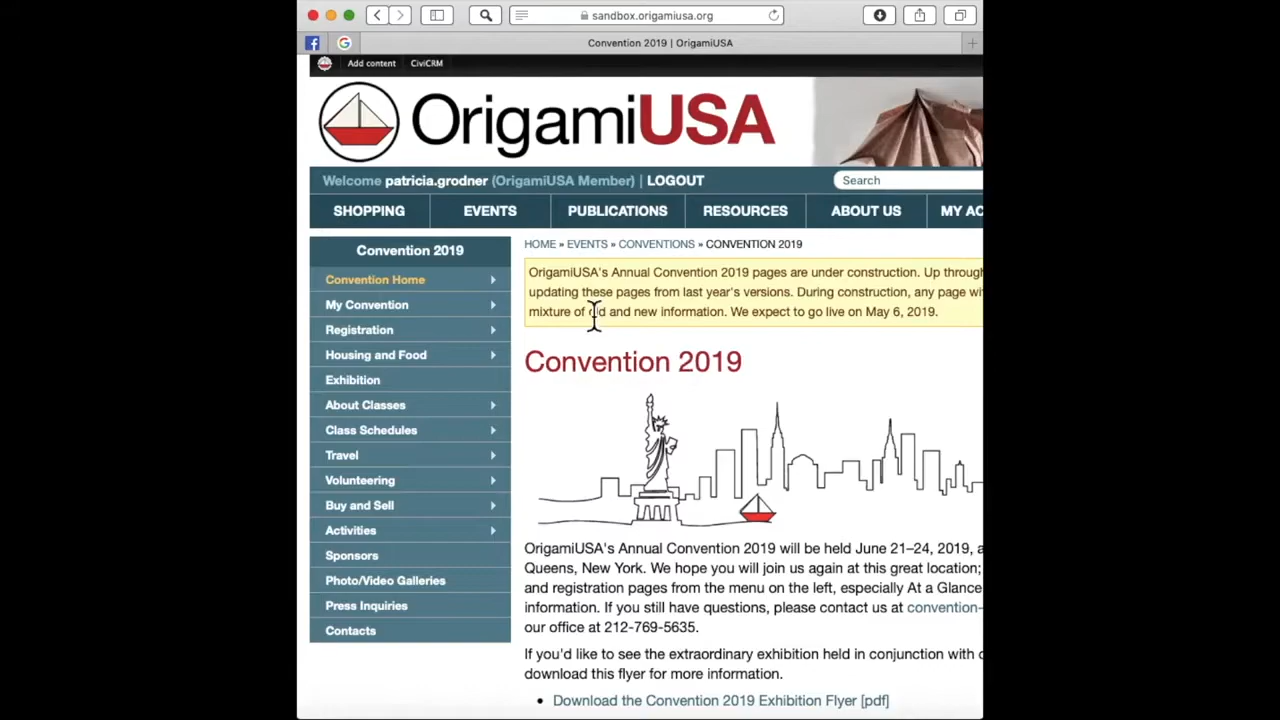 sandbox.origamiusa.org
Convention 2019 | OrigamiUSA
Add content CiviCRM
OrigamiUSA
Welcome patricia.grodner (OrigamiUSA Member) | LOGOUT
Search
SHOPPING EVENTS PUBLICATIONS RESOURCES ABOUT US MY AC
Convention 2019
Convention Home
My Convention
Registration
Housing and Food
Exhibition
About Classes
Class Schedules
Travel
Volunteering
Buy and Sell
Activities
Sponsors
Photo/Video Galleries
Press Inquiries
Contacts
HOME » EVENTS » CONVENTIONS » CONVENTION 2019
OrigamiUSA's Annual Convention 2019 pages are under construction. Up through
updating these pages from last year's versions. During construction, any page wi
mixture of old and new information. We expect to go live on May 6, 2019.
Convention 2019
OrigamiUSA's Annual Convention 2019 will be held June 21–24, 2019, a
Queens, New York. We hope you will join us again at this great location;
and registration pages from the menu on the left, especially At a Glance
information. If you still have questions, please contact us at convention-
our office at 212-769-5635.
If you'd like to see the extraordinary exhibition held in conjunction with
download this flyer for more information.
• Download the Convention 2019 Exhibition Flyer [pdf]